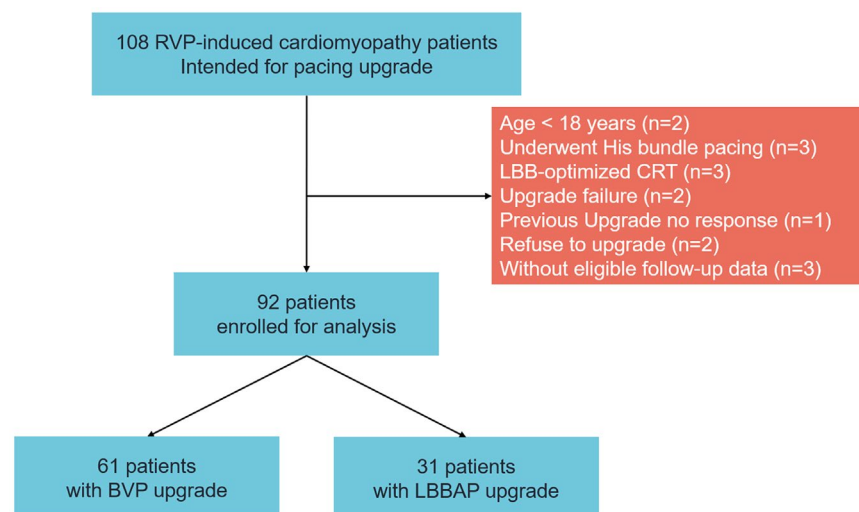 108 RVP-induced cardiomyopathy patients
Intended for pacing upgrade
Age < 18 years (n=2)
Underwent His bundle pacing (n=3)
LBB-optimized CRT (n=3)
Upgrade failure (n=2)
Previous Upgrade no response (n=1)
Refuse to upgrade (n=2)
Without eligible follow-up data (n=3)
92 patients
enrolled for analysis
61 patients
with BVP upgrade
31 patients
with LBBAP upgrade